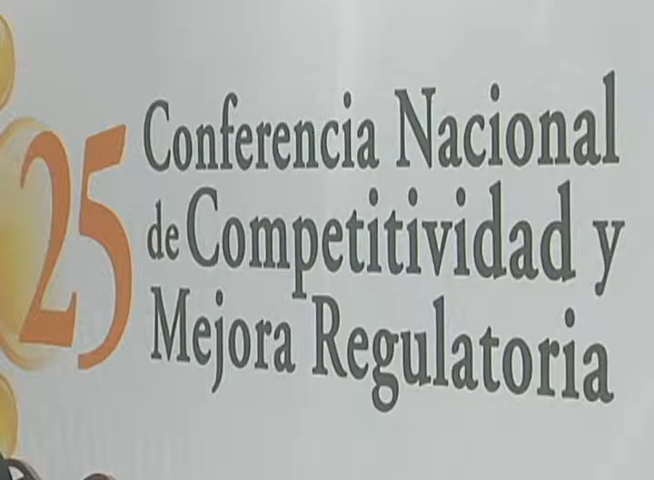 25
Conferencia Nacional
de Competitividad y
Mejora Regulatoria